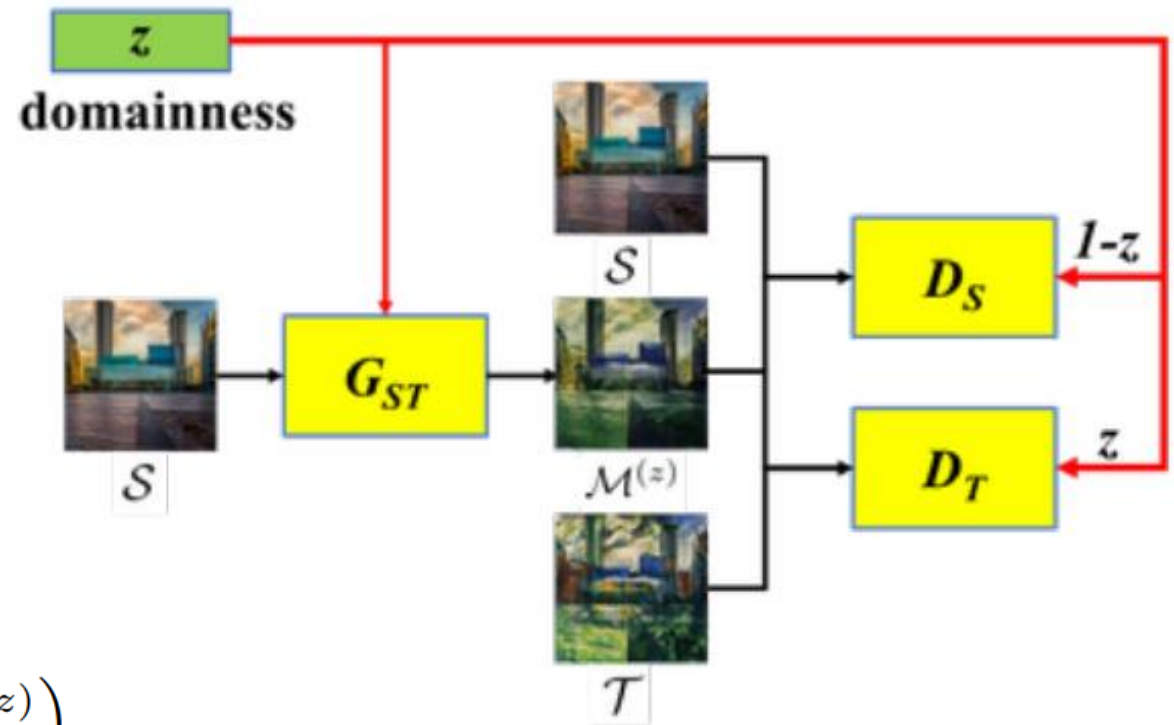 z
domainness
S
1-z
D_S
S
G_ST
M^(z)
z
D_T
T
z)